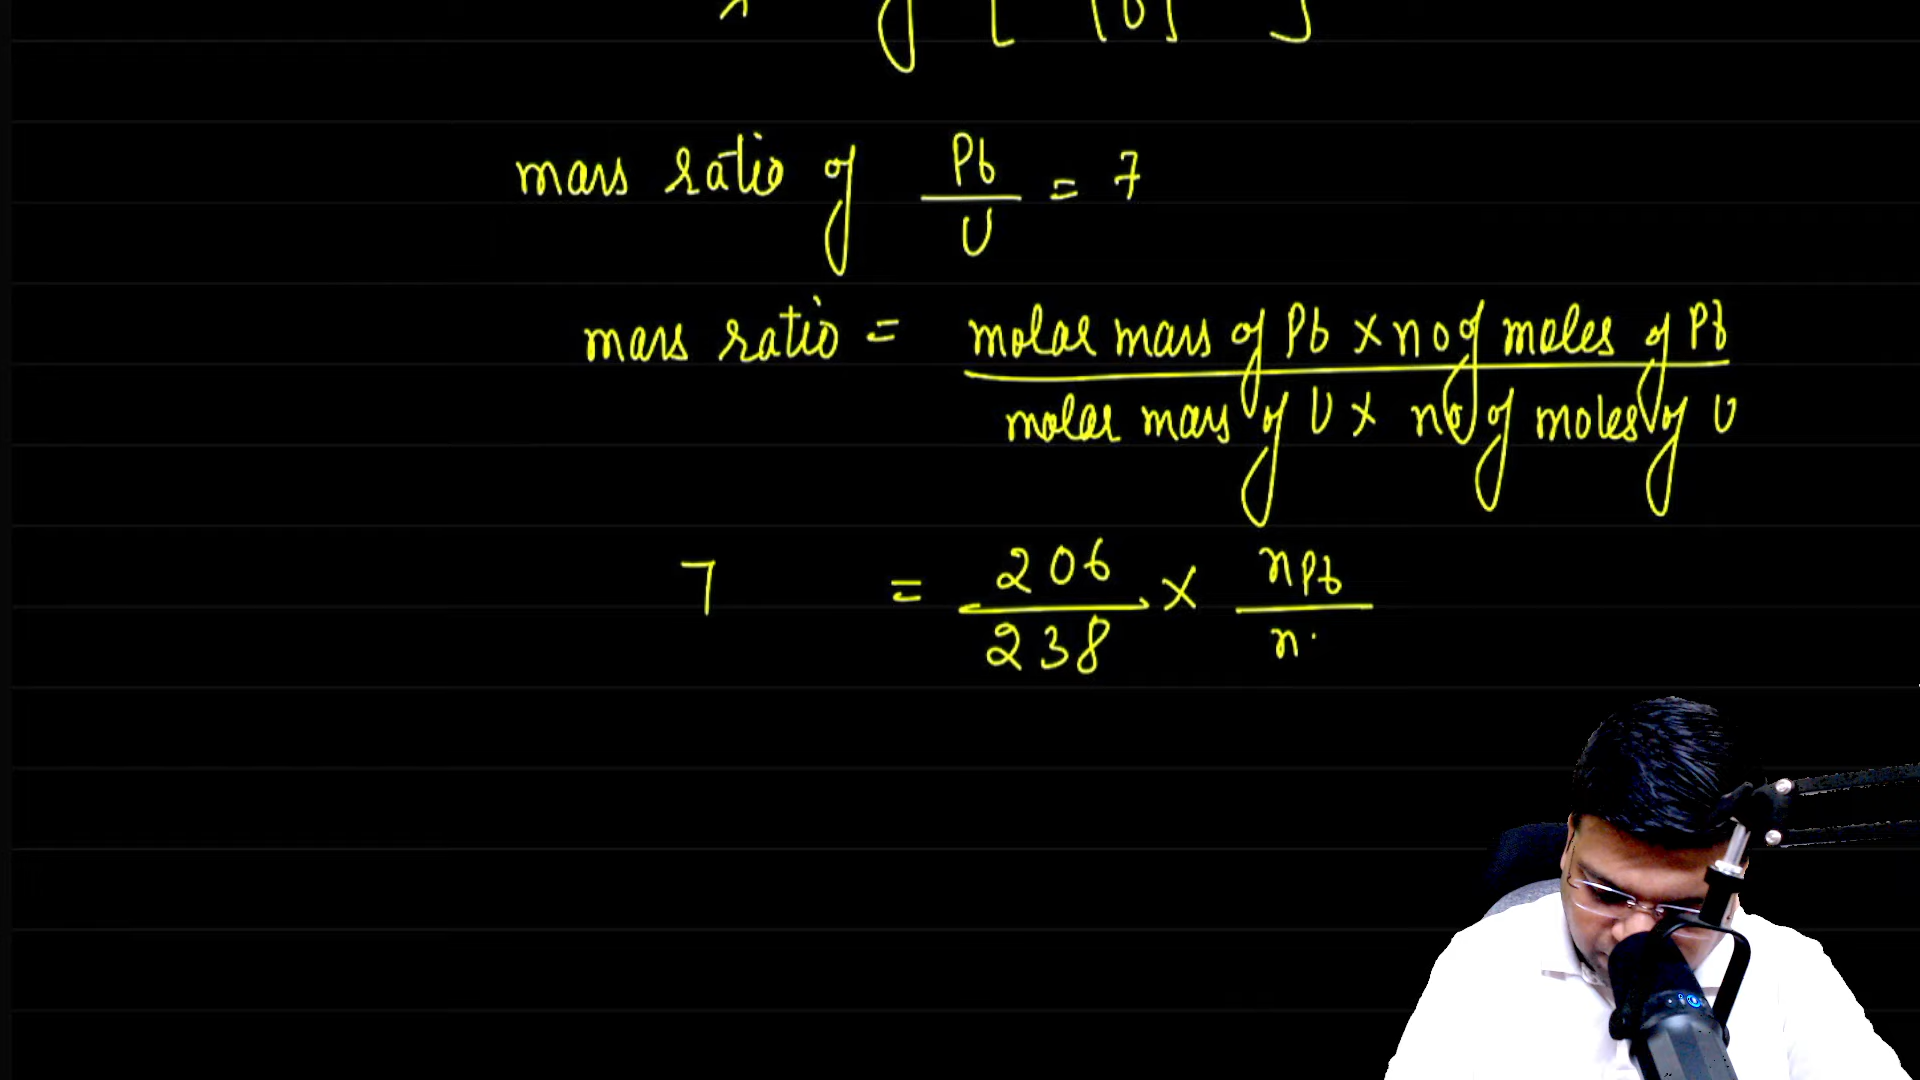 mass ratio of Pb / U = 7
mass ratio = molar mass of Pb × no of moles of Pb / molar mass of U × no of moles of U
7 = 206 / 238 × nPb / n